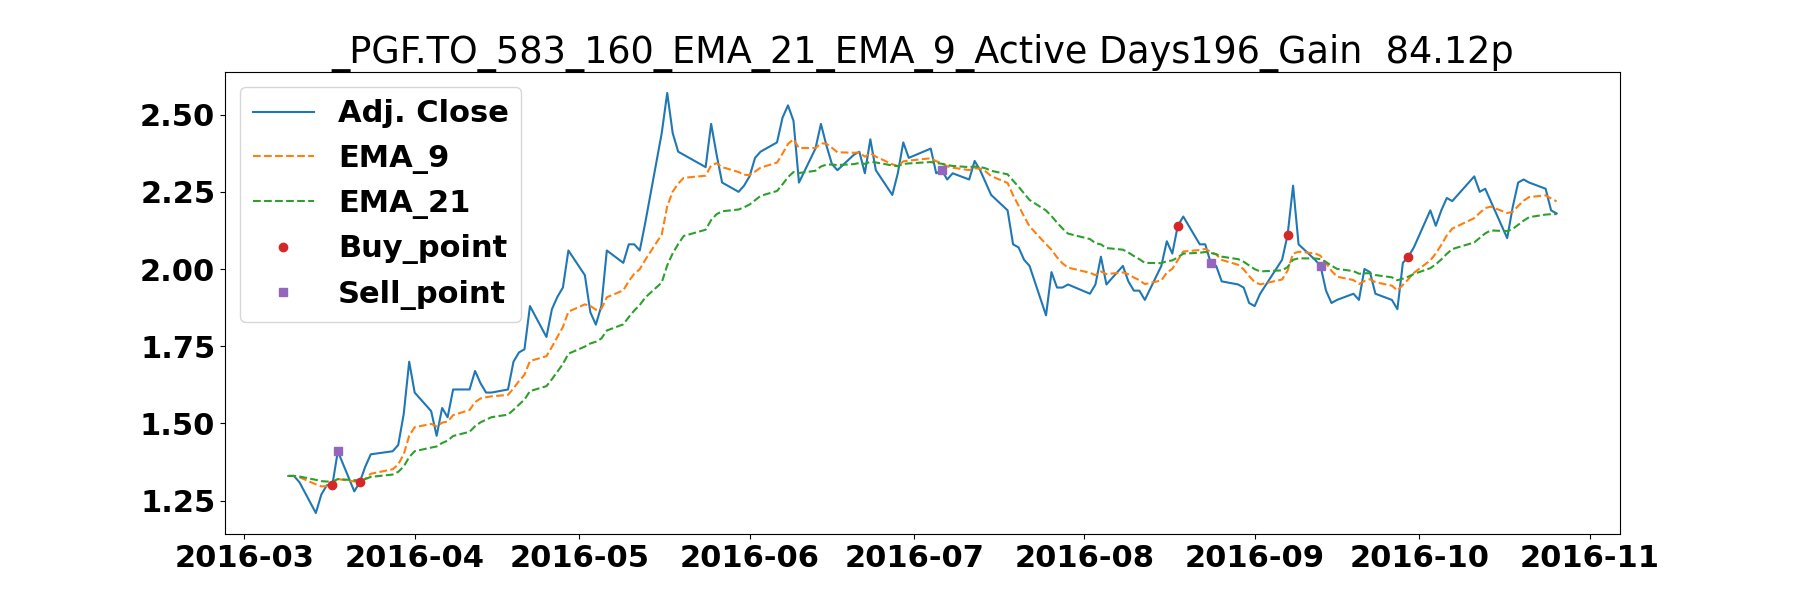 _PGF.TO_583_160_EMA_21_EMA_9_Active Days196_Gain  84.12p
Adj. Close
EMA_9
EMA_21
Buy_point
Sell_point
2.50
2.25
2.00
1.75
1.50
1.25
2016-03 2016-04 2016-05 2016-06 2016-07 2016-08 2016-09 2016-10 2016-11